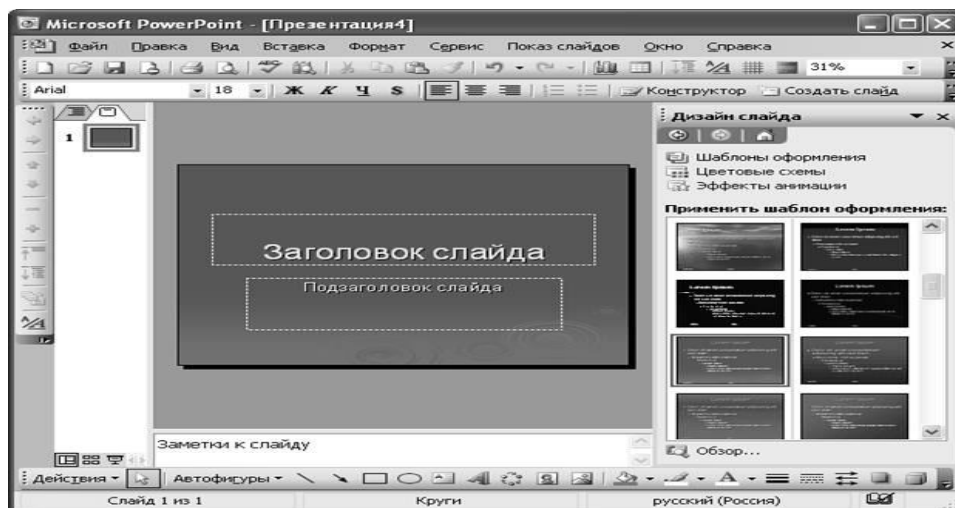 Microsoft PowerPoint - [Презентация4]
Файл Правка Вид Вставка Формат Сервис Показ слайдов Окно Справка
31%
Arial 18 Ж К Ч S Конструктор Создать слайд
1
Дизайн слайда
Шаблоны оформления
Цветовые схемы
Эффекты анимации
Применить шаблон оформления:
Заголовок слайда
Подзаголовок слайда
Заметки к слайду
Обзор...
Действия Автофигуры
Слайд 1 из 1 Круги русский (Россия)